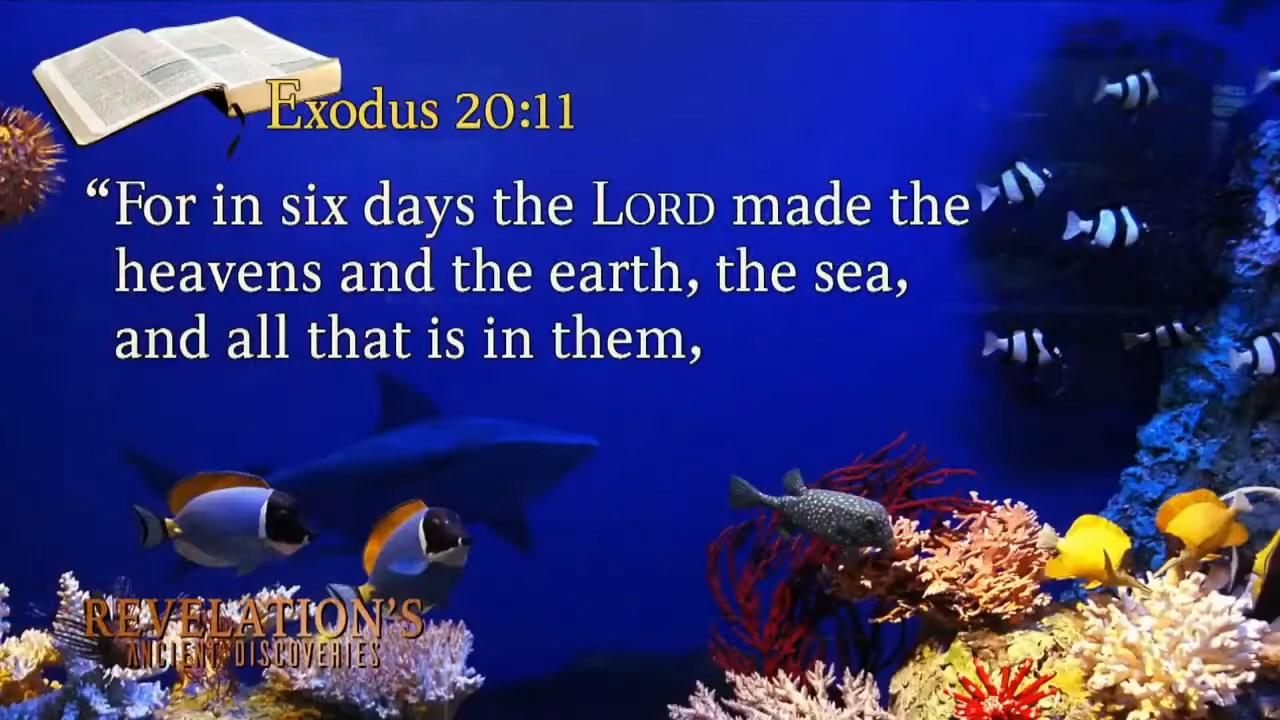 Exodus 20:11
“For in six days the LORD made the
heavens and the earth, the sea,
and all that is in them,
REVELATION'S
ANCIENT DISCOVERIES